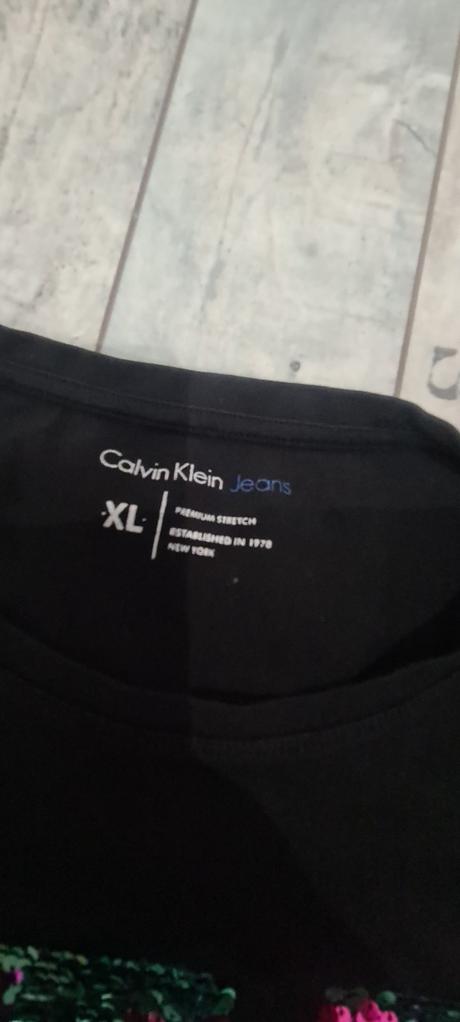 Calvin Klein Jeans
·XL·
PREMIUM STRETCH
ESTABLISHED IN 1978
NEW YORK